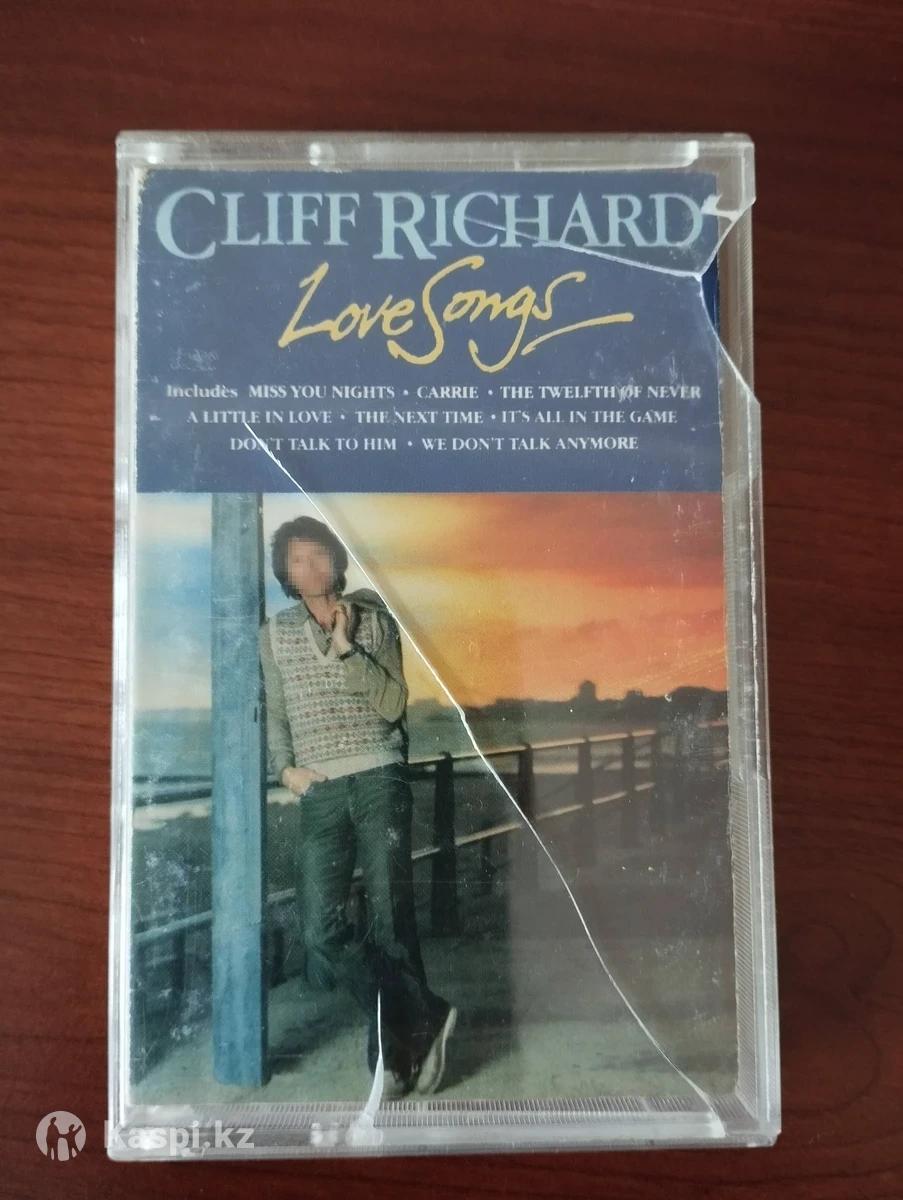 CLIFF RICHARD
Love Songs
Includes MISS YOU NIGHTS • CARRIE • THE TWELFTH OF NEVER
A LITTLE IN LOVE • THE NEXT TIME • IT'S ALL IN THE GAME
DON'T TALK TO HIM • WE DON'T TALK ANYMORE
kaspi.kz